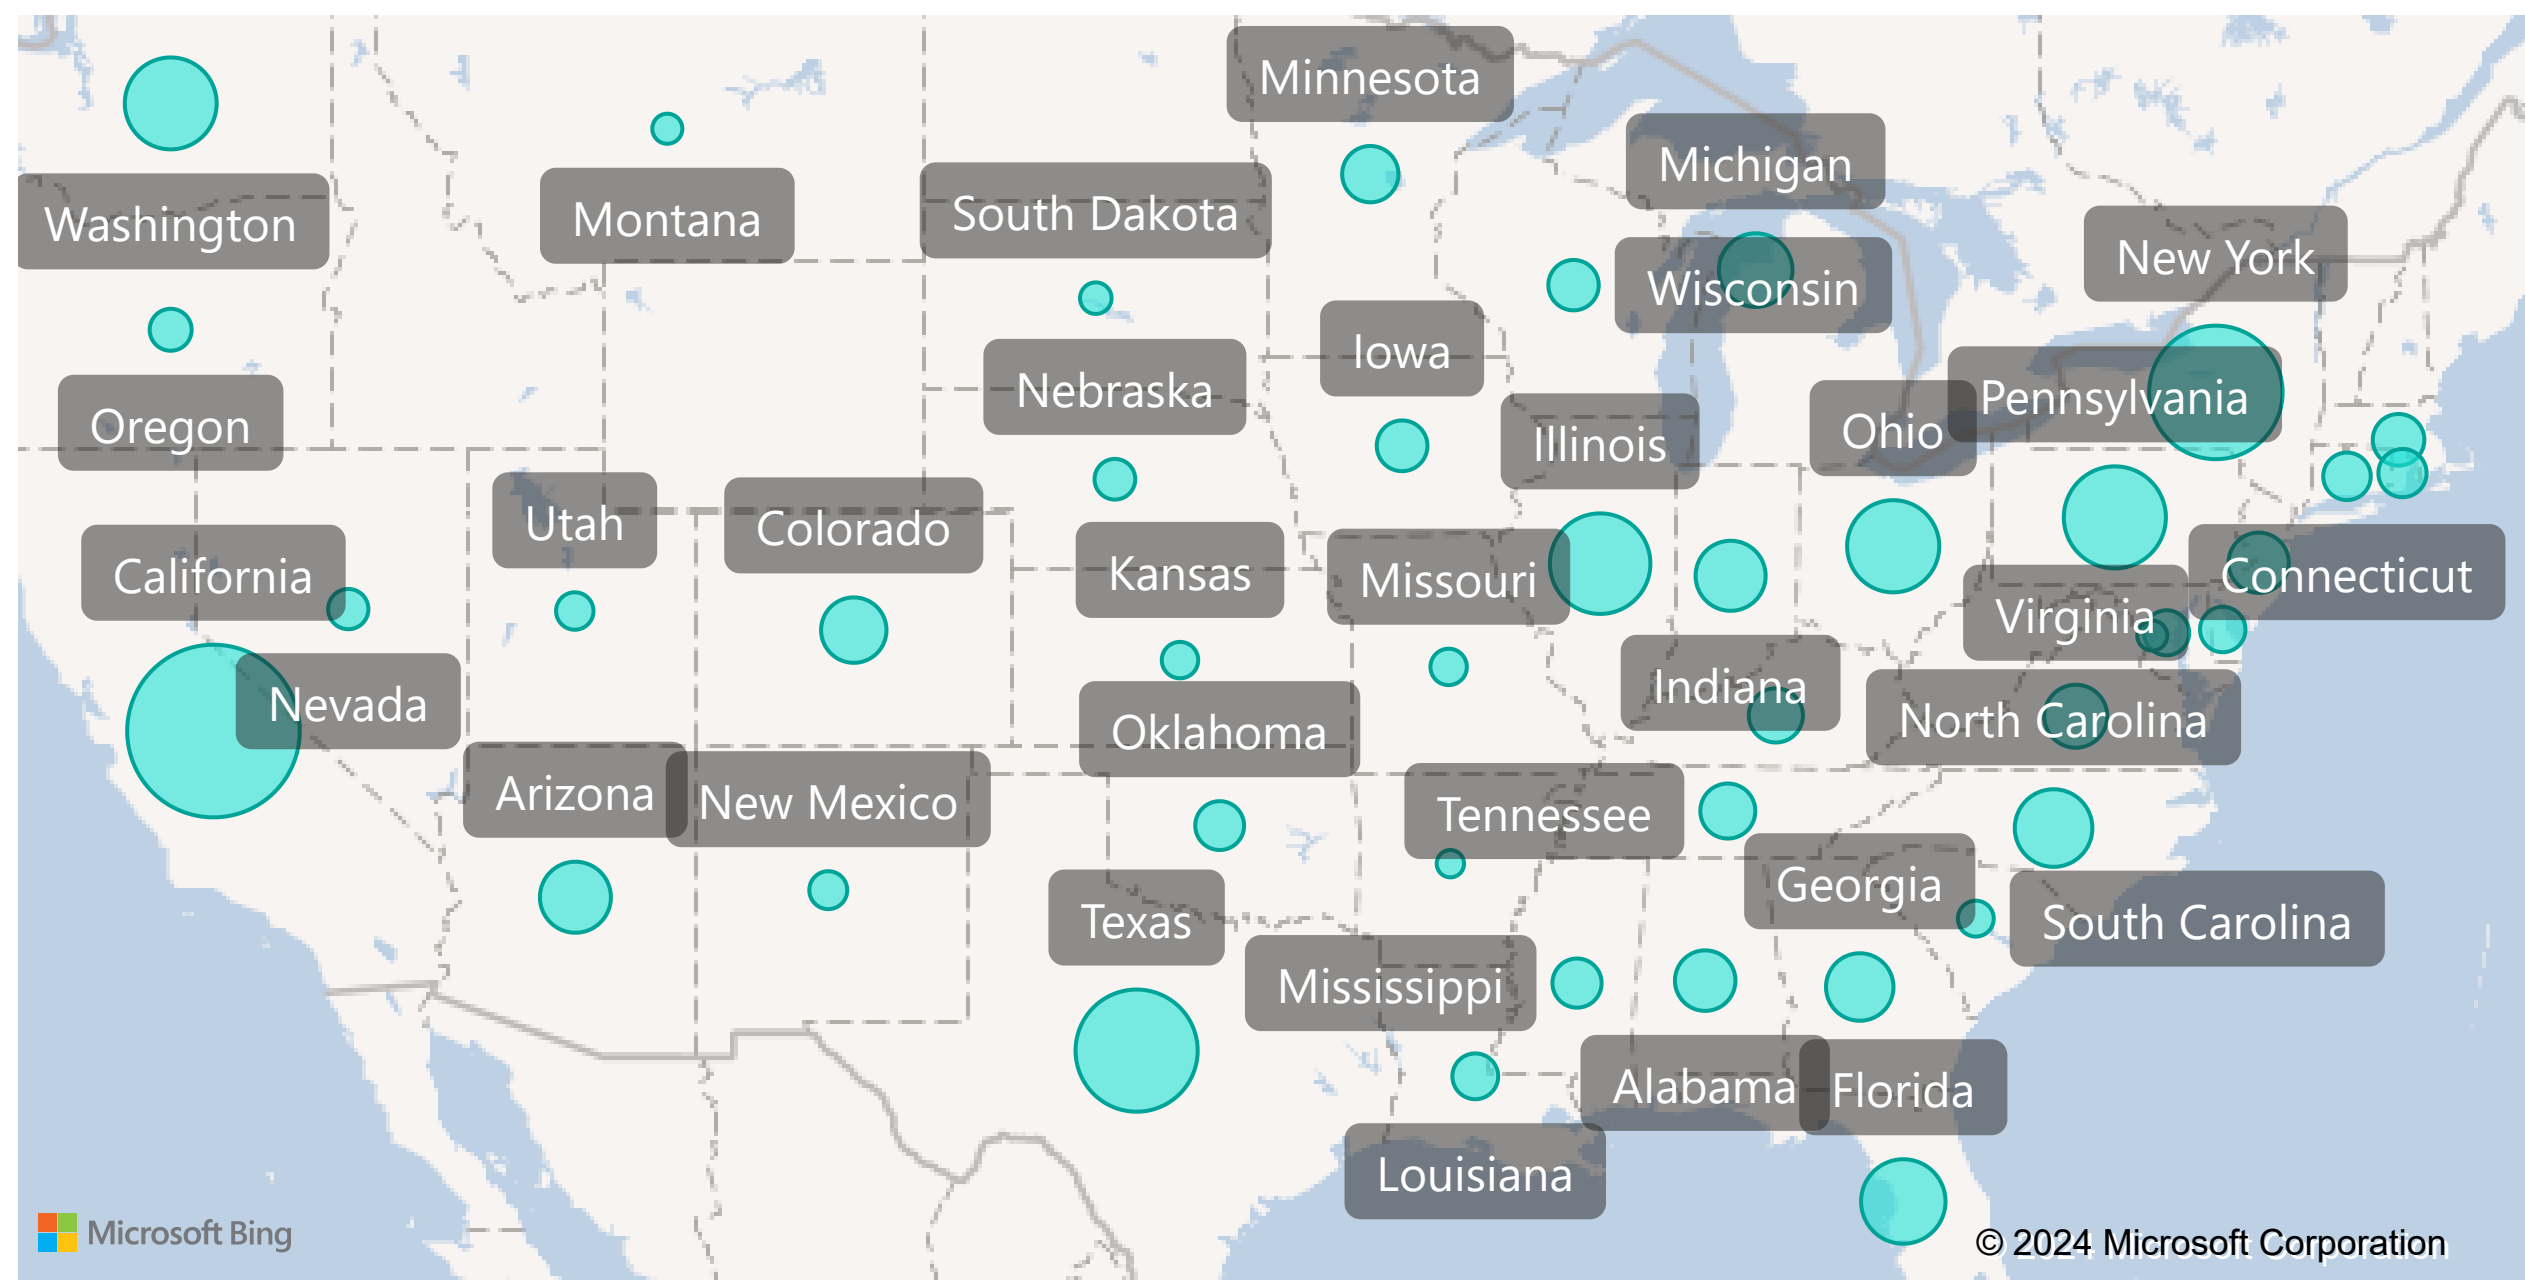 Minnesota
Michigan
Washington
Montana
South Dakota
New York
Wisconsin
Iowa
Nebraska
Pennsylvania
Oregon
Illinois
Ohio
Utah
Colorado
California
Kansas
Missouri
Connecticut
Virginia
Nevada
Indiana
North Carolina
Oklahoma
Arizona
New Mexico
Tennessee
Georgia
Texas
South Carolina
Mississippi
Alabama
Florida
Louisiana
Microsoft Bing
© 2024 Microsoft Corporation